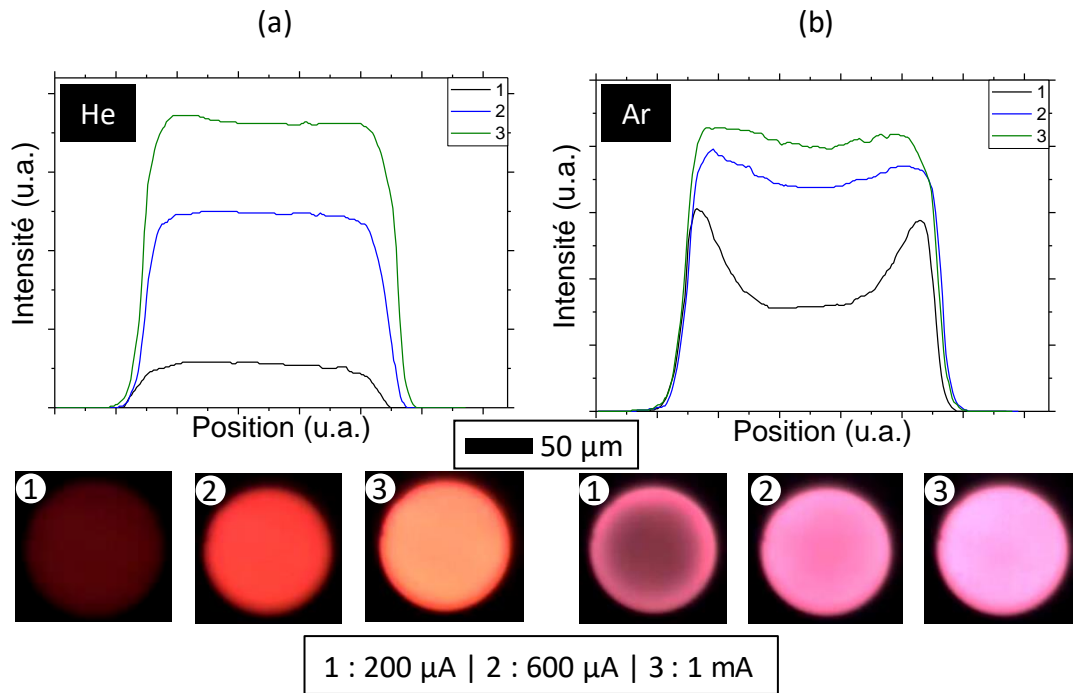 (a)
(b)
He
1
2
3
Ar
1
2
3
Intensité (u.a.)
Intensité (u.a.)
Position (u.a.)
Position (u.a.)
50 µm
1
2
3
1
2
3
1 : 200 µA | 2 : 600 µA | 3 : 1 mA